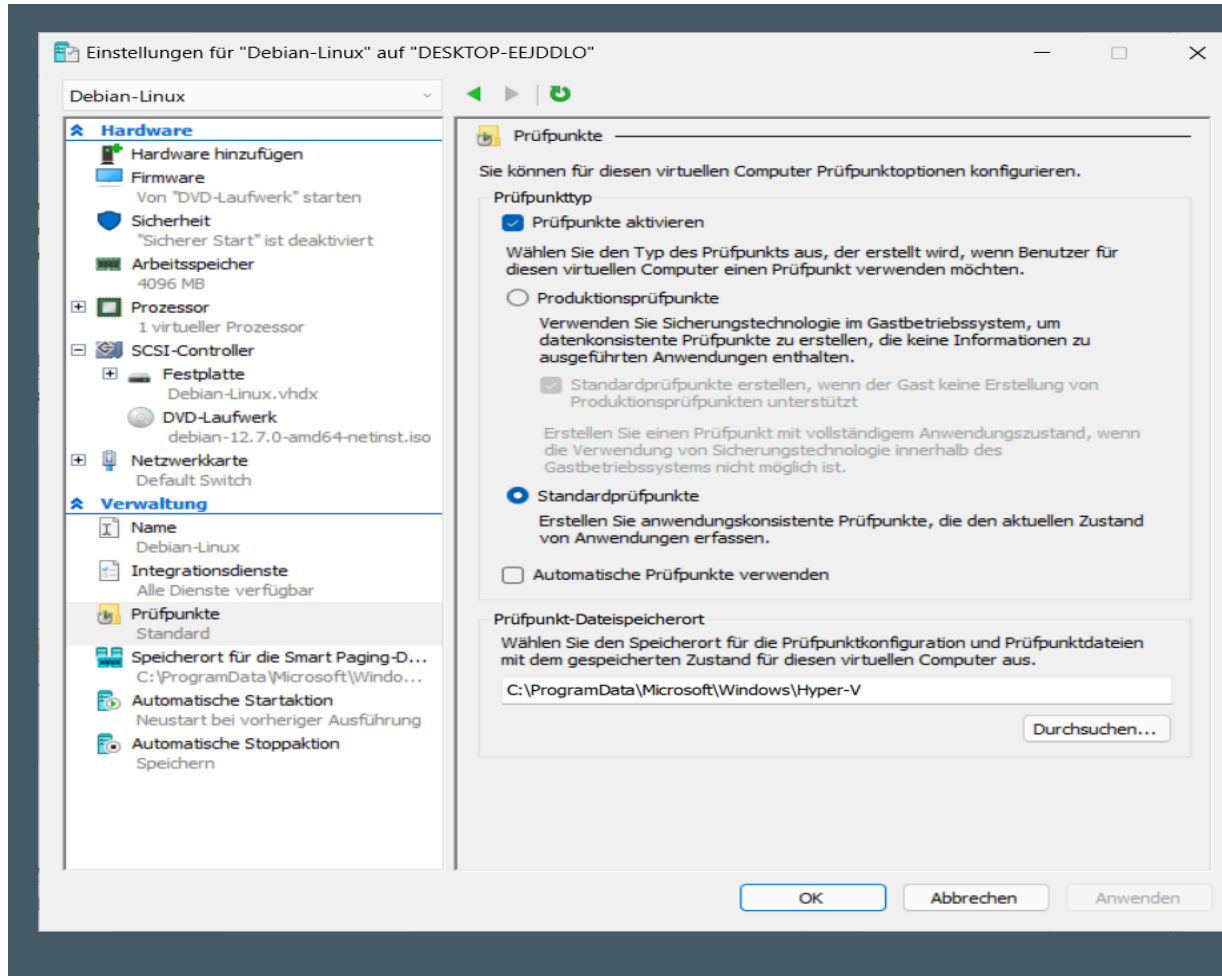 Einstellungen für "Debian-Linux" auf "DESKTOP-EEJDDLO"
Debian-Linux
Hardware
Hardware hinzufügen
Firmware
Von "DVD-Laufwerk" starten
Sicherheit
"Sicherer Start" ist deaktiviert
Arbeitsspeicher
4096 MB
Prozessor
1 virtueller Prozessor
SCSI-Controller
Festplatte
Debian-Linux.vhdx
DVD-Laufwerk
debian-12.7.0-amd64-netinst.iso
Netzwerkkarte
Default Switch
Verwaltung
Name
Debian-Linux
Integrationsdienste
Alle Dienste verfügbar
Prüfpunkte
Standard
Speicherort für die Smart Paging-D...
C:\ProgramData\Microsoft\Windo...
Automatische Startaktion
Neustart bei vorheriger Ausführung
Automatische Stoppaktion
Speichern
Prüfpunkte
Sie können für diesen virtuellen Computer Prüfpunktoptionen konfigurieren.
Prüfpunkttyp
Prüfpunkte aktivieren
Wählen Sie den Typ des Prüfpunkts aus, der erstellt wird, wenn Benutzer für
diesen virtuellen Computer einen Prüfpunkt verwenden möchten.
Produktionsprüfpunkte
Verwenden Sie Sicherungstechnologie im Gastbetriebssystem, um
datenkonsistente Prüfpunkte zu erstellen, die keine Informationen zu
ausgeführten Anwendungen enthalten.
Standardprüfpunkte erstellen, wenn der Gast keine Erstellung von
Produktionsprüfpunkten unterstützt
Erstellen Sie einen Prüfpunkt mit vollständigem Anwendungszustand, wenn
die Verwendung von Sicherungstechnologie innerhalb des
Gastbetriebssystems nicht möglich ist.
Standardprüfpunkte
Erstellen Sie anwendungskonsistente Prüfpunkte, die den aktuellen Zustand
von Anwendungen erfassen.
Automatische Prüfpunkte verwenden
Prüfpunkt-Dateispeicherort
Wählen Sie den Speicherort für die Prüfpunktkonfiguration und Prüfpunktdateien
mit dem gespeicherten Zustand für diesen virtuellen Computer aus.
C:\ProgramData\Microsoft\Windows\Hyper-V
Durchsuchen...
OK
Abbrechen
Anwenden